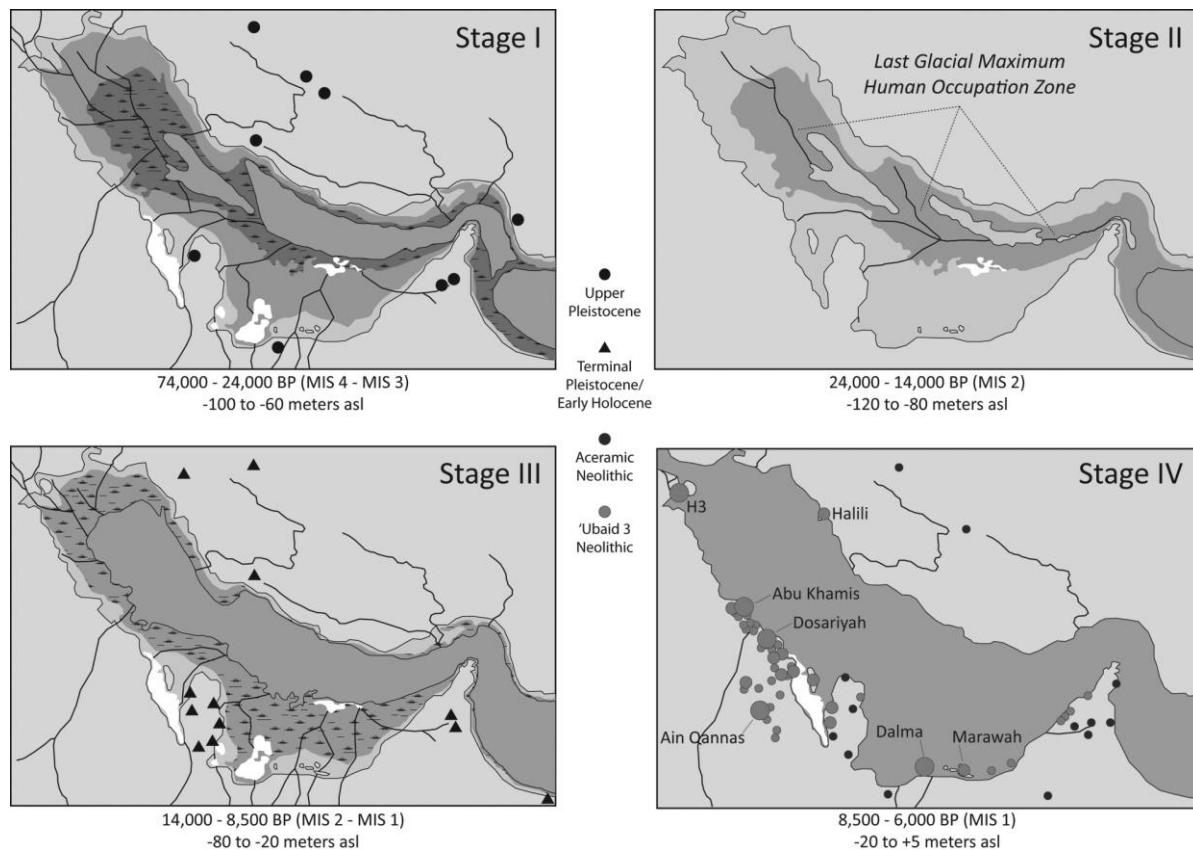 Stage I
74,000 - 24,000 BP (MIS 4 - MIS 3)
-100 to -60 meters asl
Stage II
Last Glacial Maximum
Human Occupation Zone
24,000 - 14,000 BP (MIS 2)
-120 to -80 meters asl
Upper
Pleistocene
Terminal
Pleistocene/
Early Holocene
Aceramic
Neolithic
'Ubaid 3
Neolithic
Stage III
14,000 - 8,500 BP (MIS 2 - MIS 1)
-80 to -20 meters asl
Stage IV
H3
Halili
Abu Khamis
Dosariyah
Ain Qannas
Dalma
Marawah
8,500 - 6,000 BP (MIS 1)
-20 to +5 meters asl